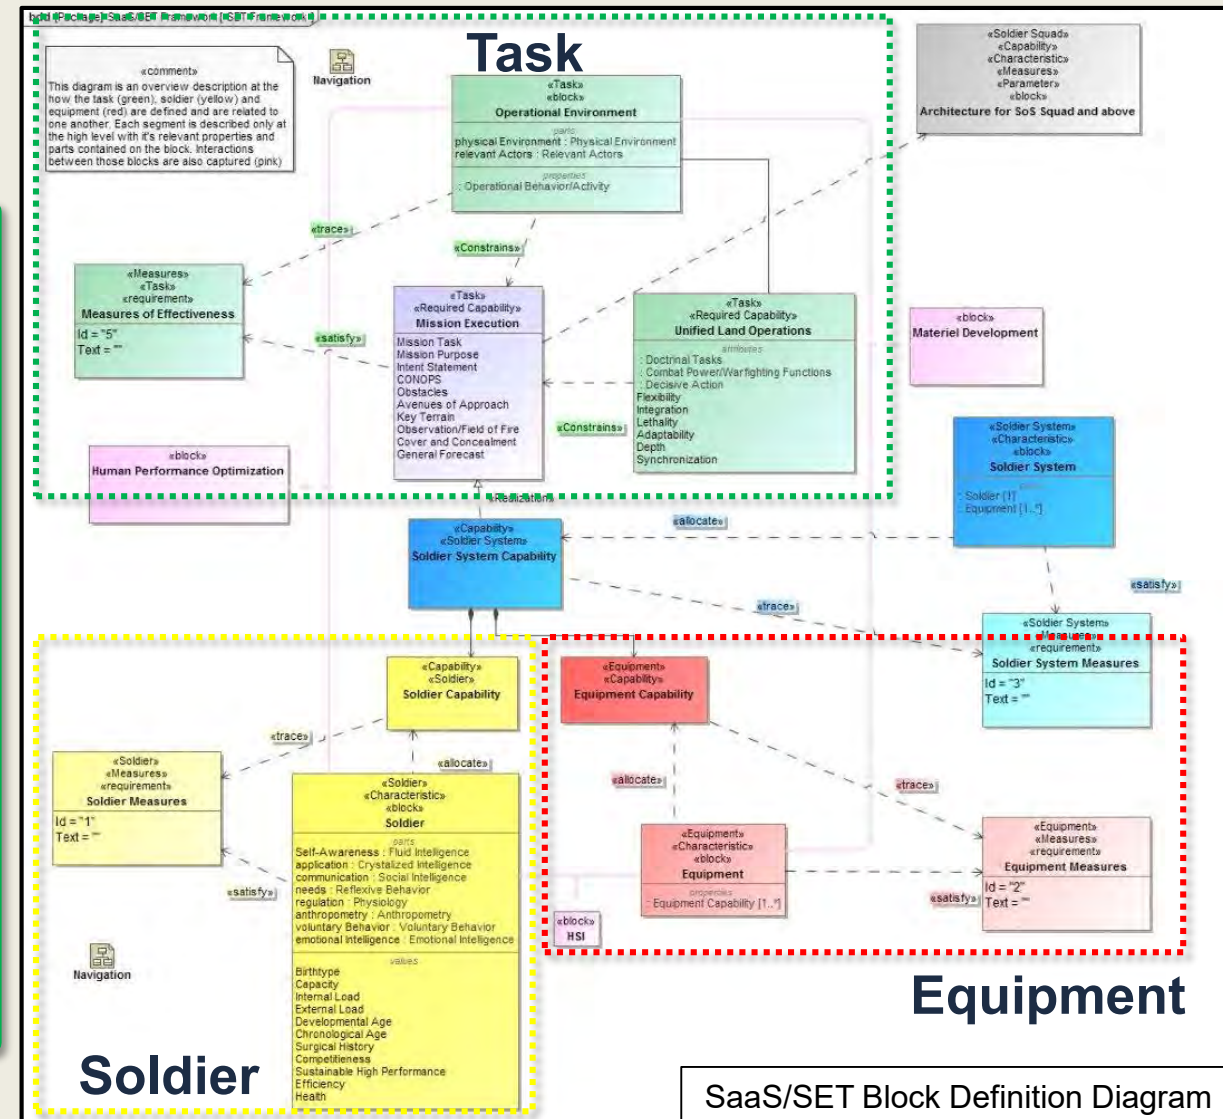 bdd [Package] SaaS/SET Framework [ SET Framework ]
Task
«comment»
This diagram is an overview description at the
how the task (green), soldier (yellow) and
equipment (red) are defined and are related to
one another. Each segment is described only at
the high level with it's relevant properties and
parts contained on the block. Interactions
between those blocks are also captured (pink)
Navigation
«Task»
«block»
Operational Environment
parts
physical Environment : Physical Environment
relevant Actors : Relevant Actors
properties
: Operational Behavior/Activity
«Soldier Squad»
«Capability»
«Characteristic»
«Measures»
«Parameter»
«block»
Architecture for SoS Squad and above
«trace»
«Constrains»
«Measures»
«Task»
«requirement»
Measures of Effectiveness
Id = "5"
Text = ""
«satisfy»
«Task»
«Required Capability»
Mission Execution
Mission Task
Mission Purpose
Intent Statement
CONOPS
Obstacles
Avenues of Approach
Key Terrain
Observation/Field of Fire
Cover and Concealment
General Forecast
«Task»
«Required Capability»
Unified Land Operations
attributes
: Doctrinal Tasks
: Combat Power/Warfighting Functions
: Decisive Action
Flexibility
Integration
Lethality
Adaptability
Depth
Synchronization
«Constrains»
«block»
Materiel Development
«block»
Human Performance Optimization
«Realization»
«Soldier System»
«Characteristic»
«block»
Soldier System
: Soldier [1]
: Equipment [1..*]
«Capability»
«Soldier System»
Soldier System Capability
«allocate»
«satisfy»
«trace»
«Soldier System»
«Measures»
«requirement»
Soldier System Measures
Id = "3"
Text = ""
«Capability»
«Soldier»
Soldier Capability
«Equipment»
«Capability»
Equipment Capability
«trace»
«allocate»
«Soldier»
«Measures»
«requirement»
Soldier Measures
Id = "1"
Text = ""
«satisfy»
«Soldier»
«Characteristic»
«block»
Soldier
parts
Self-Awareness : Fluid Intelligence
application : Crystalized Intelligence
communication : Social Intelligence
needs : Reflexive Behavior
regulation : Physiology
anthropometry : Anthropometry
voluntary Behavior : Voluntary Behavior
emotional Intelligence : Emotional Intelligence
values
Birthtype
Capacity
Internal Load
External Load
Developmental Age
Chronological Age
Surgical History
Competitieness
Sustainable High Performance
Efficiency
Health
«allocate»
«trace»
«Equipment»
«Characteristic»
«block»
Equipment
properties
: Equipment Capability [1..*]
«satisfy»
«Equipment»
«Measures»
«requirement»
Equipment Measures
Id = "2"
Text = ""
«block»
HSI
Navigation
Soldier
Equipment
SaaS/SET Block Definition Diagram